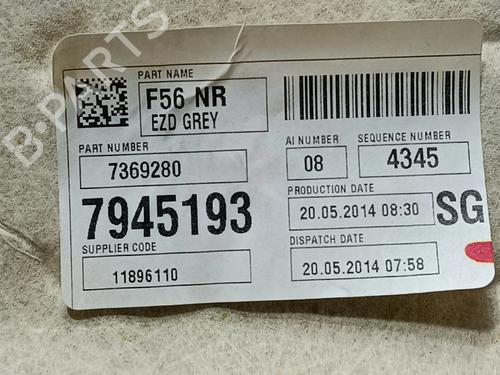 B-PARTS
PART NAME
F56 NR
EZD GREY
PART NUMBER
7369280
7945193
SUPPLIER CODE
11896110
AI NUMBER
08
SEQUENCE NUMBER
4345
PRODUCTION DATE
20.05.2014 08:30
SG
DISPATCH DATE
20.05.2014 07:58